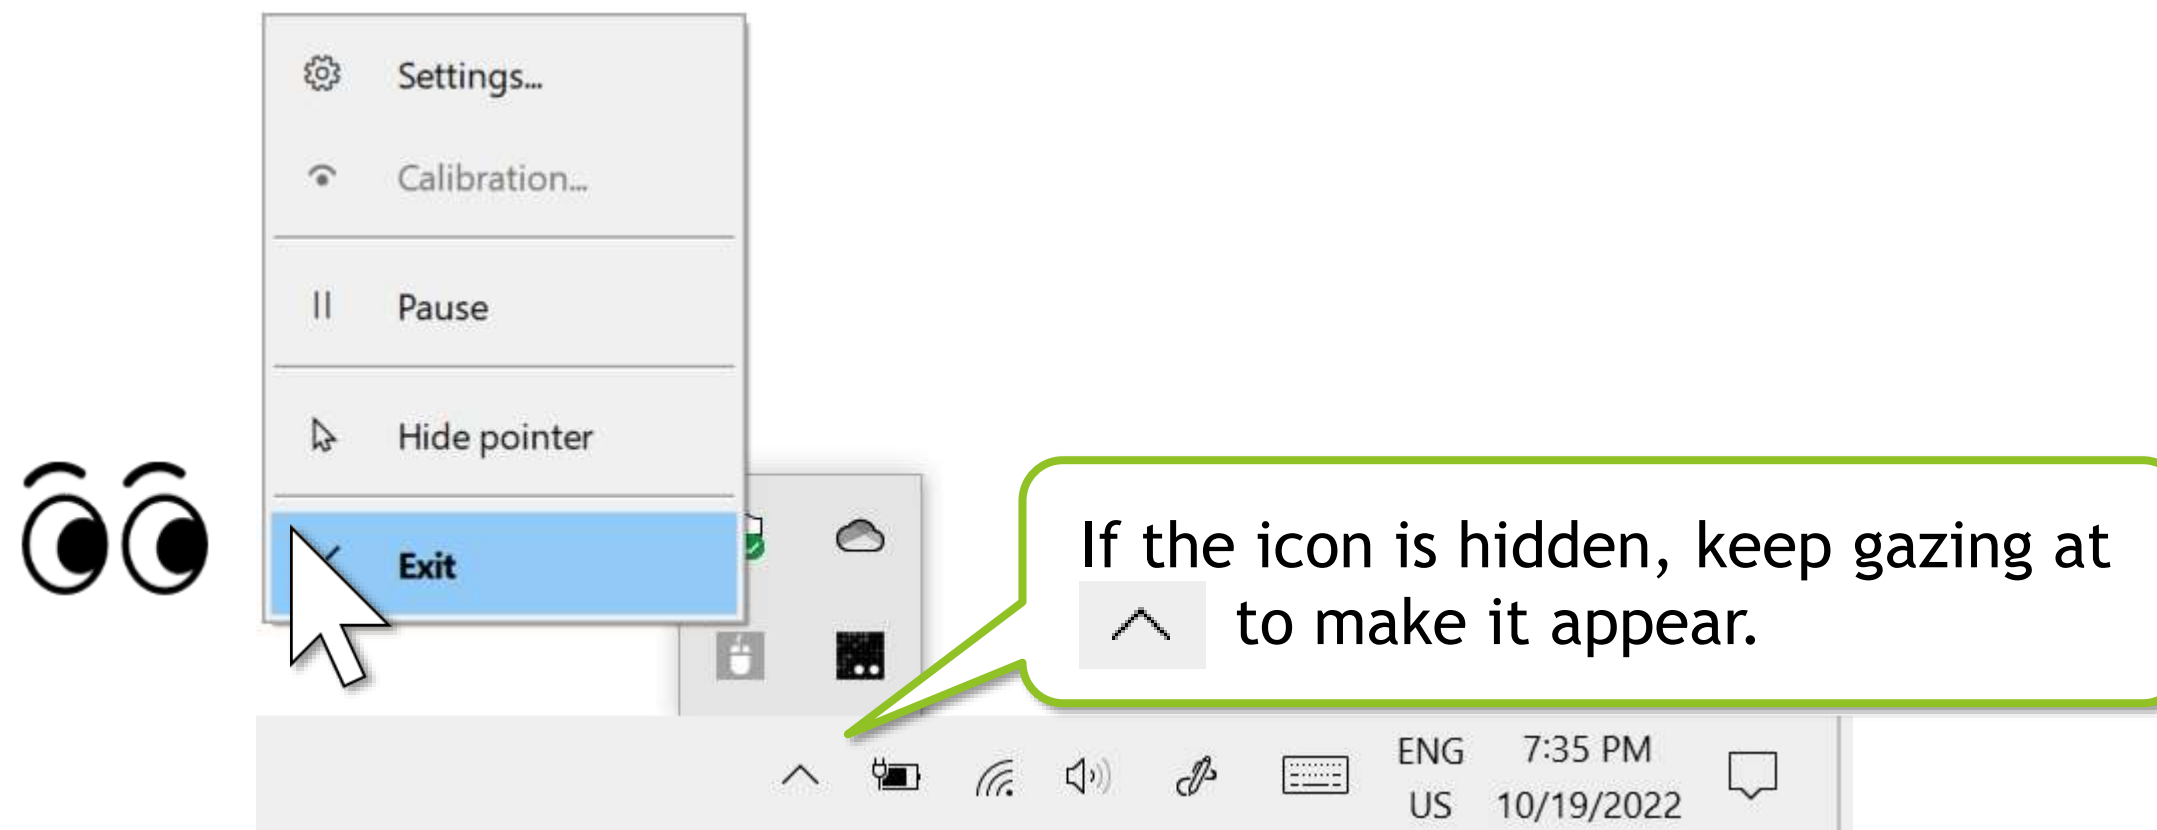 Settings...
Calibration...
Pause
Hide pointer
Exit
If the icon is hidden, keep gazing at
to make it appear.
ENG 7:35 PM
US 10/19/2022